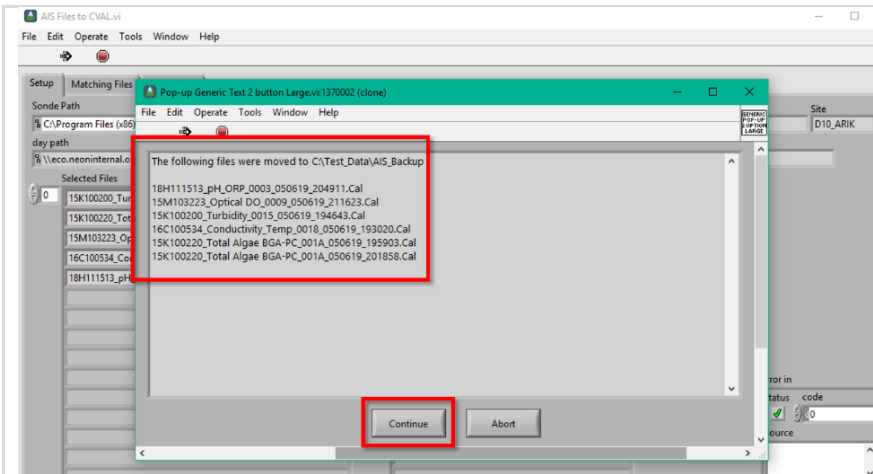 AIS Files to CVAL.vi
File Edit Operate Tools Window Help
Setup Matching Files
Sonde Path
C:\Program Files (x86)
day path
\\eco.neoninternal.o
Selected Files
0
15K100200_Tur
15K100220_Tot
15M103223_Op
16C100534_Co
18H111513_pH
Pop-up Generic Text 2 button Large.vi:1370002 (clone)
File Edit Operate Tools Window Help
GENERIC
POP-UP
2 OPTION
LARGE
The following files were moved to C:\Test_Data\AIS_Backup
18H111513_pH_ORP_0003_050619_204911.Cal
15M103223_Optical DO_0009_050619_211623.Cal
15K100200_Turbidity_0015_050619_194643.Cal
16C100534_Conductivity_Temp_0018_050619_193020.Cal
15K100220_Total Algae BGA-PC_001A_050619_195903.Cal
15K100220_Total Algae BGA-PC_001A_050619_201858.Cal
Continue Abort
Site
D10_ARIK
ror in
tatus code
0
ource